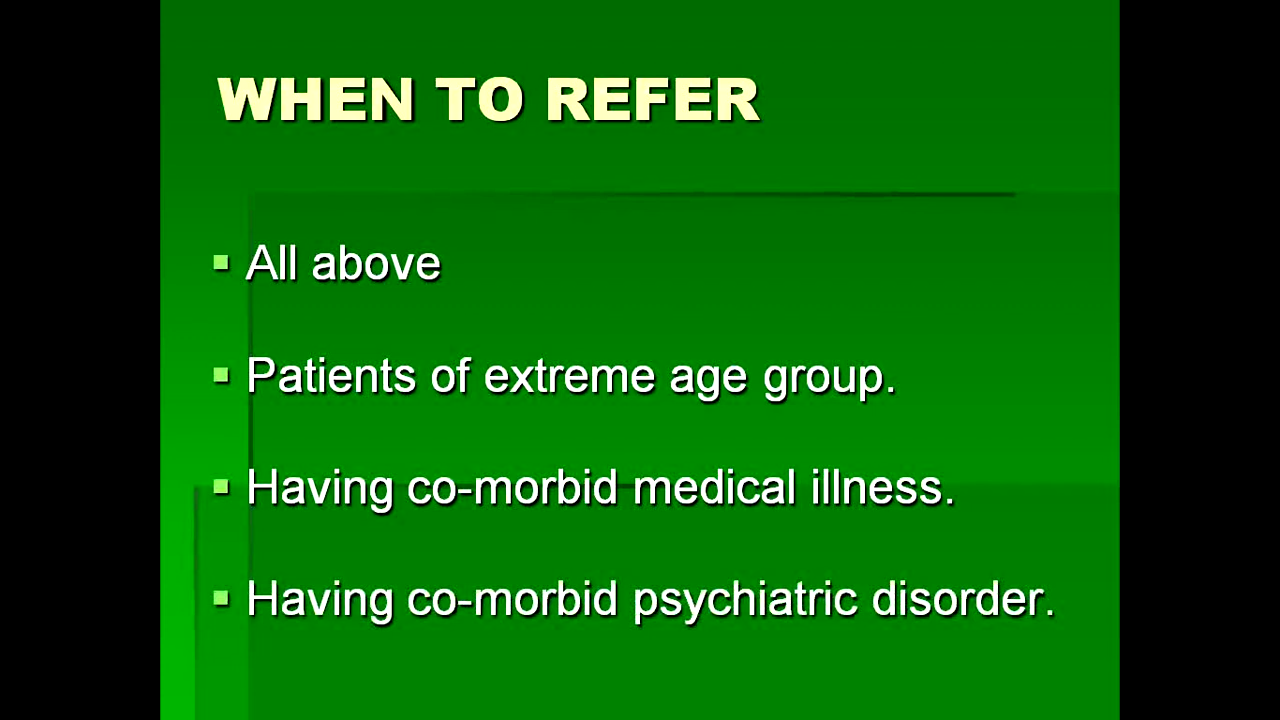 WHEN TO REFER
All above
Patients of extreme age group.
Having co-morbid medical illness.
Having co-morbid psychiatric disorder.